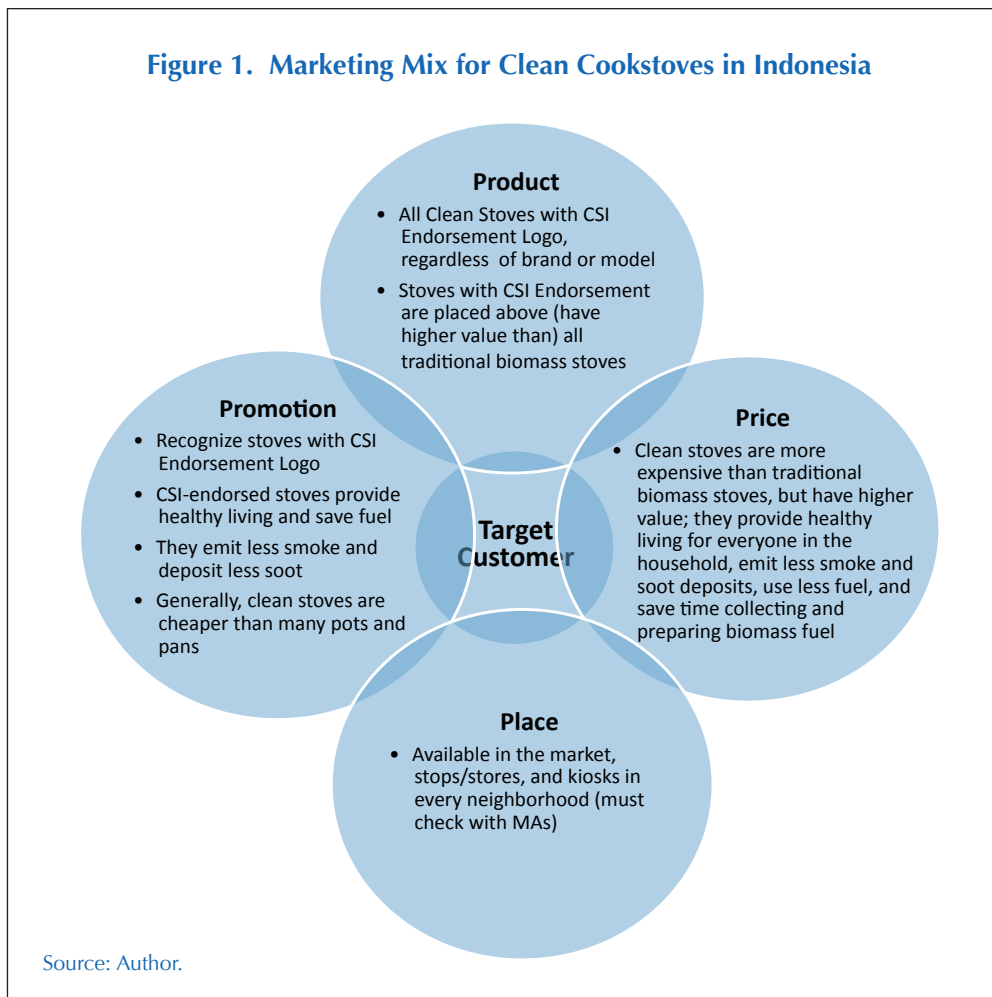 Figure 1.  Marketing Mix for Clean Cookstoves in Indonesia
Product
• All Clean Stoves with CSI
Endorsement Logo,
regardless of brand or model
• Stoves with CSI Endorsement
are placed above (have
higher value than) all
traditional biomass stoves
Promotion
• Recognize stoves with CSI
Endorsement Logo
• CSI-endorsed stoves provide
healthy living and save fuel
• They emit less smoke and
deposit less soot
• Generally, clean stoves are
cheaper than many pots and
pans
Target
Customer
Price
• Clean stoves are more
expensive than traditional
biomass stoves, but have higher
value; they provide healthy
living for everyone in the
household, emit less smoke and
soot deposits, use less fuel, and
save time collecting and
preparing biomass fuel
Place
• Available in the market,
stops/stores, and kiosks in
every neighborhood (must
check with MAs)
Source: Author.